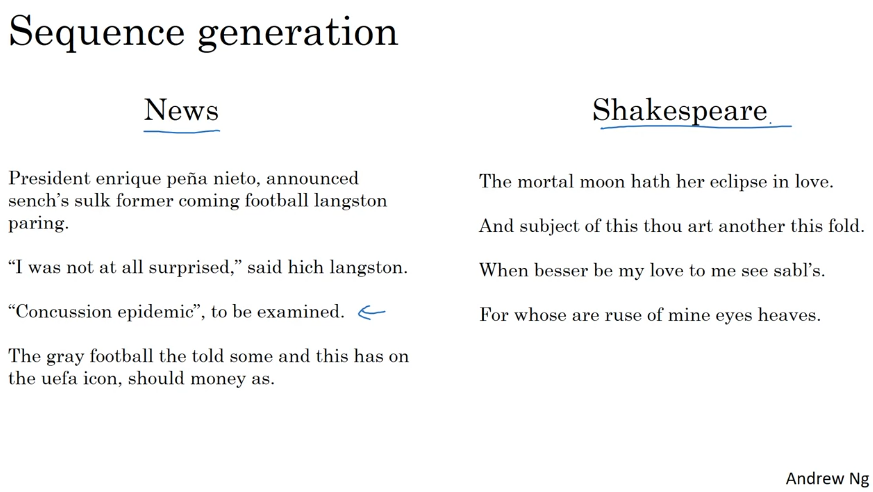 Sequence generation
News
President enrique peña nieto, announced
sench's sulk former coming football langston
paring.
“I was not at all surprised,” said hich langston.
“Concussion epidemic”, to be examined.
The gray football the told some and this has on
the uefa icon, should money as.
Shakespeare
The mortal moon hath her eclipse in love.
And subject of this thou art another this fold.
When besser be my love to me see sabl's.
For whose are ruse of mine eyes heaves.
Andrew Ng